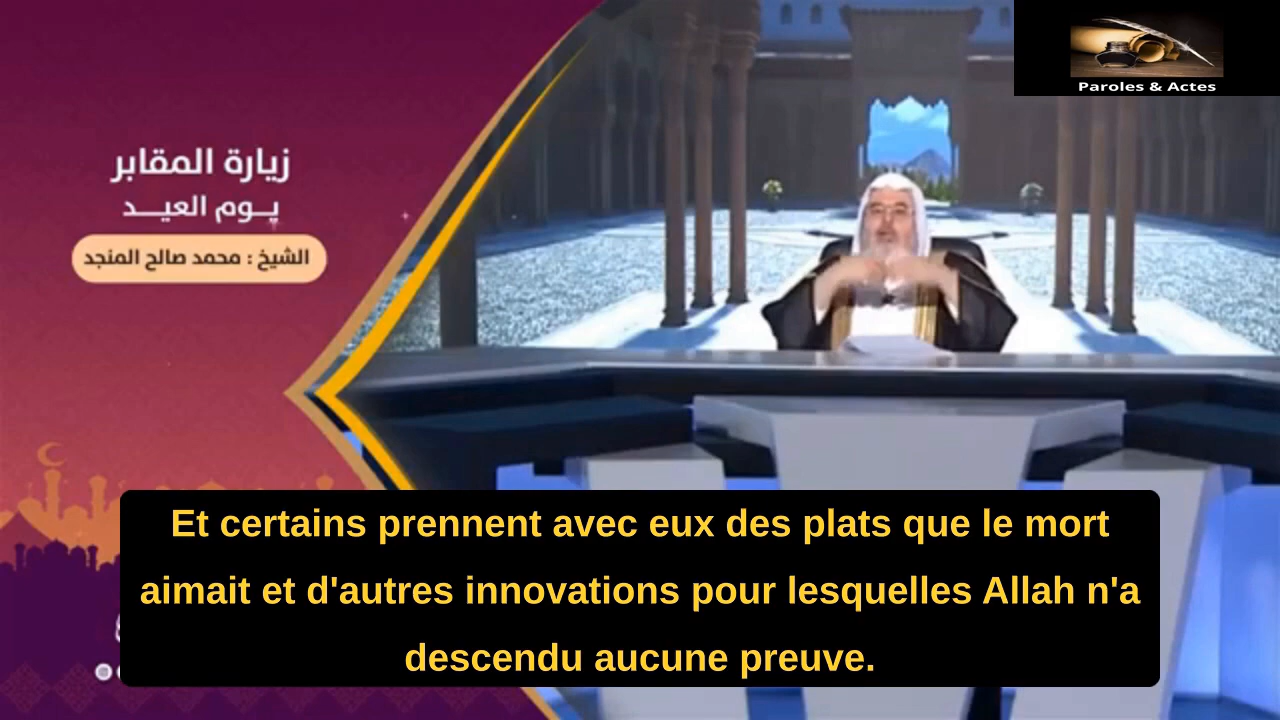 Paroles & Actes
زيارة المقابر
يوم العيد
الشيخ : محمد صالح المنجد
Et certains prennent avec eux des plats que le mort
aimait et d'autres innovations pour lesquelles Allah n'a
descendu aucune preuve.